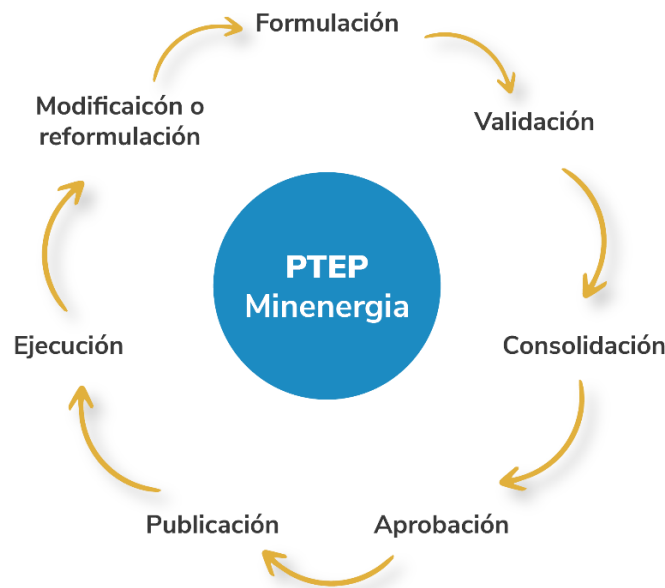 Formulación
Validación
Consolidación
Aprobación
Publicación
Ejecución
Modificaicón o
reformulación
PTEP
Minenergia